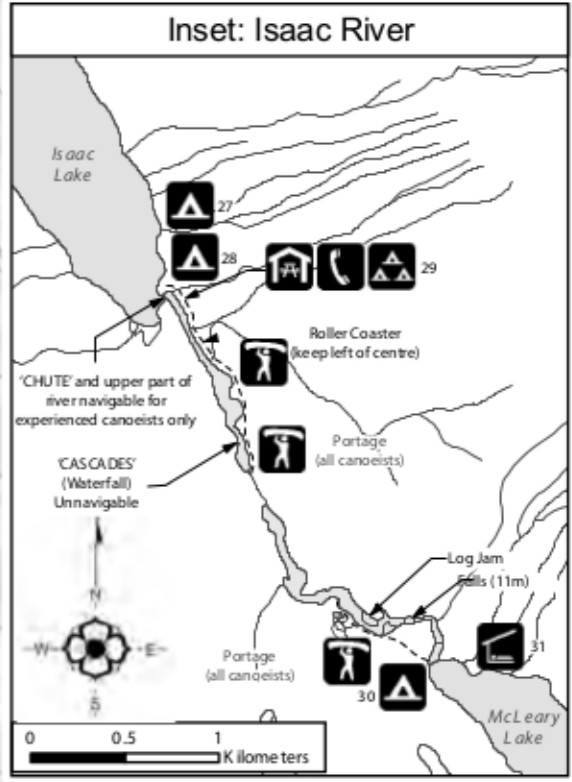 Inset: Isaac River
Isaac
Lake
27
28
29
Roller Coaster
(keep left of centre)
'CHUTE' and upper part of
river navigable for
experienced canoeists only
Portage
(all canoeists)
'CASCADES'
(Waterfall)
Unnavigable
N
W
E
S
Log Jam
Falls (11m)
31
Portage
(all canoeists)
30
McLeary
Lake
0 0.5 1
Kilometers